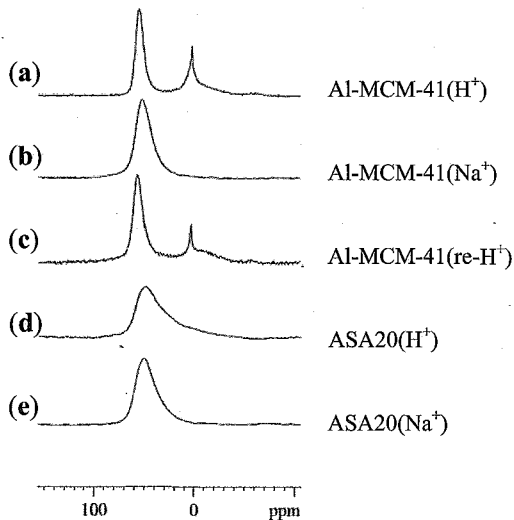 (a) Al-MCM-41(H⁺)
(b) Al-MCM-41(Na⁺)
(c) Al-MCM-41(re-H⁺)
(d) ASA20(H⁺)
(e) ASA20(Na⁺)
100 0 ppm